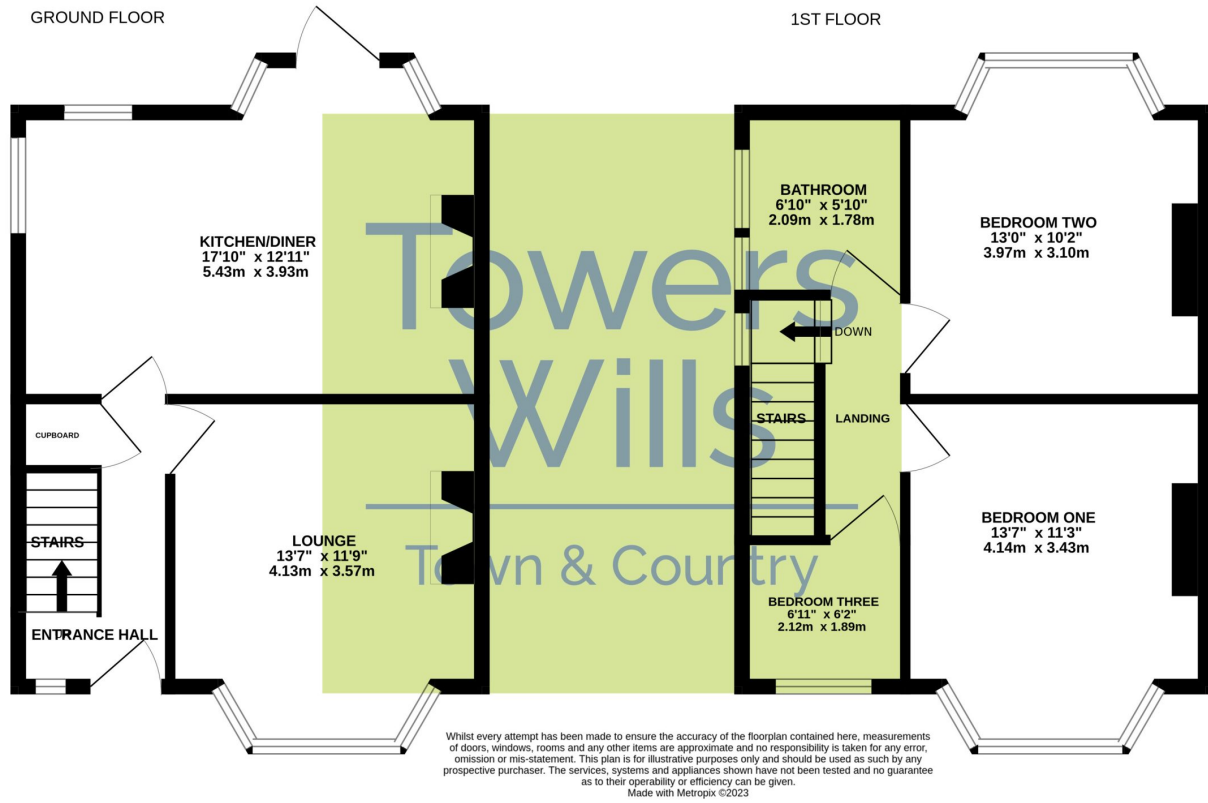 GROUND FLOOR
KITCHEN/DINER
17'10" x 12'11"
5.43m x 3.93m
CUPBOARD
STAIRS
ENTRANCE HALL
LOUNGE
13'7" x 11'9"
4.13m x 3.57m
Towers
Wills
Town & Country
1ST FLOOR
BATHROOM
6'10" x 5'10"
2.09m x 1.78m
BEDROOM TWO
13'0" x 10'2"
3.97m x 3.10m
DOWN
STAIRS
LANDING
BEDROOM ONE
13'7" x 11'3"
4.14m x 3.43m
BEDROOM THREE
6'11" x 6'2"
2.12m x 1.89m
Whilst every attempt has been made to ensure the accuracy of the floorplan contained here, measurements
of doors, windows, rooms and any other items are approximate and no responsibility is taken for any error,
omission or mis-statement. This plan is for illustrative purposes only and should be used as such by any
prospective purchaser. The services, systems and appliances shown have not been tested and no guarantee
as to their operability or efficiency can be given.
Made with Metropix ©2023